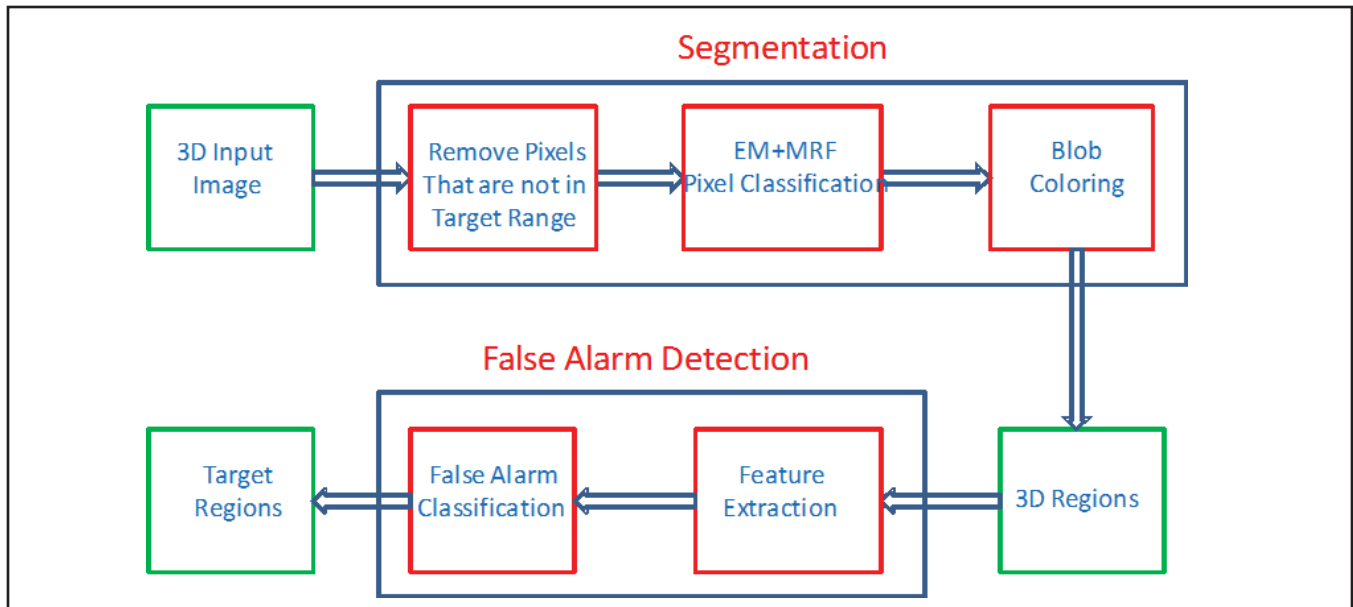 Segmentation
3D Input
Image
Remove Pixels
That are not in
Target Range
EM+MRF
Pixel Classification
Blob
Coloring
False Alarm Detection
Target
Regions
False Alarm
Classification
Feature
Extraction
3D Regions